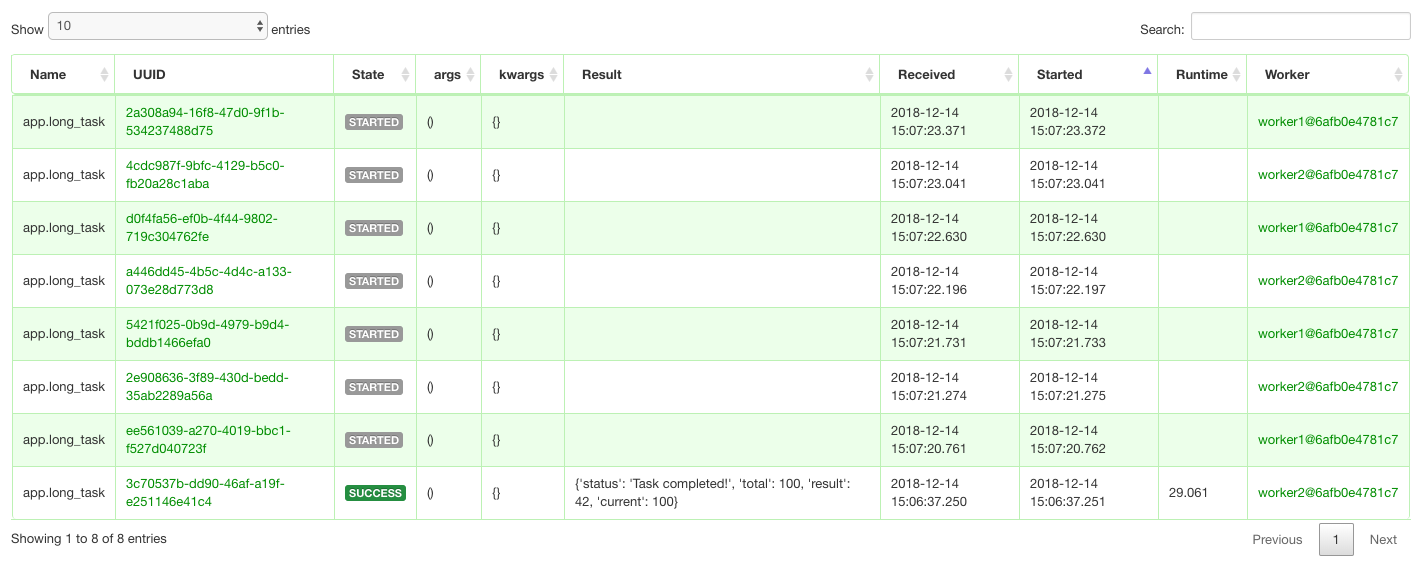 Show 10 entries Search:
Name UUID State args kwargs Result Received Started Runtime Worker
app.long_task 2a308a94-16f8-47d0-9f1b- STARTED () {} 2018-12-14 2018-12-14 worker1@6afb0e4781c7
534237488d75 15:07:23.371 15:07:23.372
app.long_task 4cdc987f-9bfc-4129-b5c0- STARTED () {} 2018-12-14 2018-12-14 worker2@6afb0e4781c7
fb20a28c1aba 15:07:23.041 15:07:23.041
app.long_task d0f4fa56-ef0b-4f44-9802- STARTED () {} 2018-12-14 2018-12-14 worker1@6afb0e4781c7
719c304762fe 15:07:22.630 15:07:22.630
app.long_task a446dd45-4b5c-4d4c-a133- STARTED () {} 2018-12-14 2018-12-14 worker2@6afb0e4781c7
073e28d773d8 15:07:22.196 15:07:22.197
app.long_task 5421f025-0b9d-4979-b9d4- STARTED () {} 2018-12-14 2018-12-14 worker1@6afb0e4781c7
bddb1466efa0 15:07:21.731 15:07:21.733
app.long_task 2e908636-3f89-430d-bedd- STARTED () {} 2018-12-14 2018-12-14 worker2@6afb0e4781c7
35ab2289a56a 15:07:21.274 15:07:21.275
app.long_task ee561039-a270-4019-bbc1- STARTED () {} 2018-12-14 2018-12-14 worker1@6afb0e4781c7
f527d040723f 15:07:20.761 15:07:20.762
app.long_task 3c70537b-dd90-46af-a19f- SUCCESS () {} {'status': 'Task completed!', 'total': 100, 'result': 2018-12-14 2018-12-14 29.061 worker2@6afb0e4781c7
e251146e41c4 42, 'current': 100} 15:06:37.250 15:06:37.251
Showing 1 to 8 of 8 entries Previous 1 Next